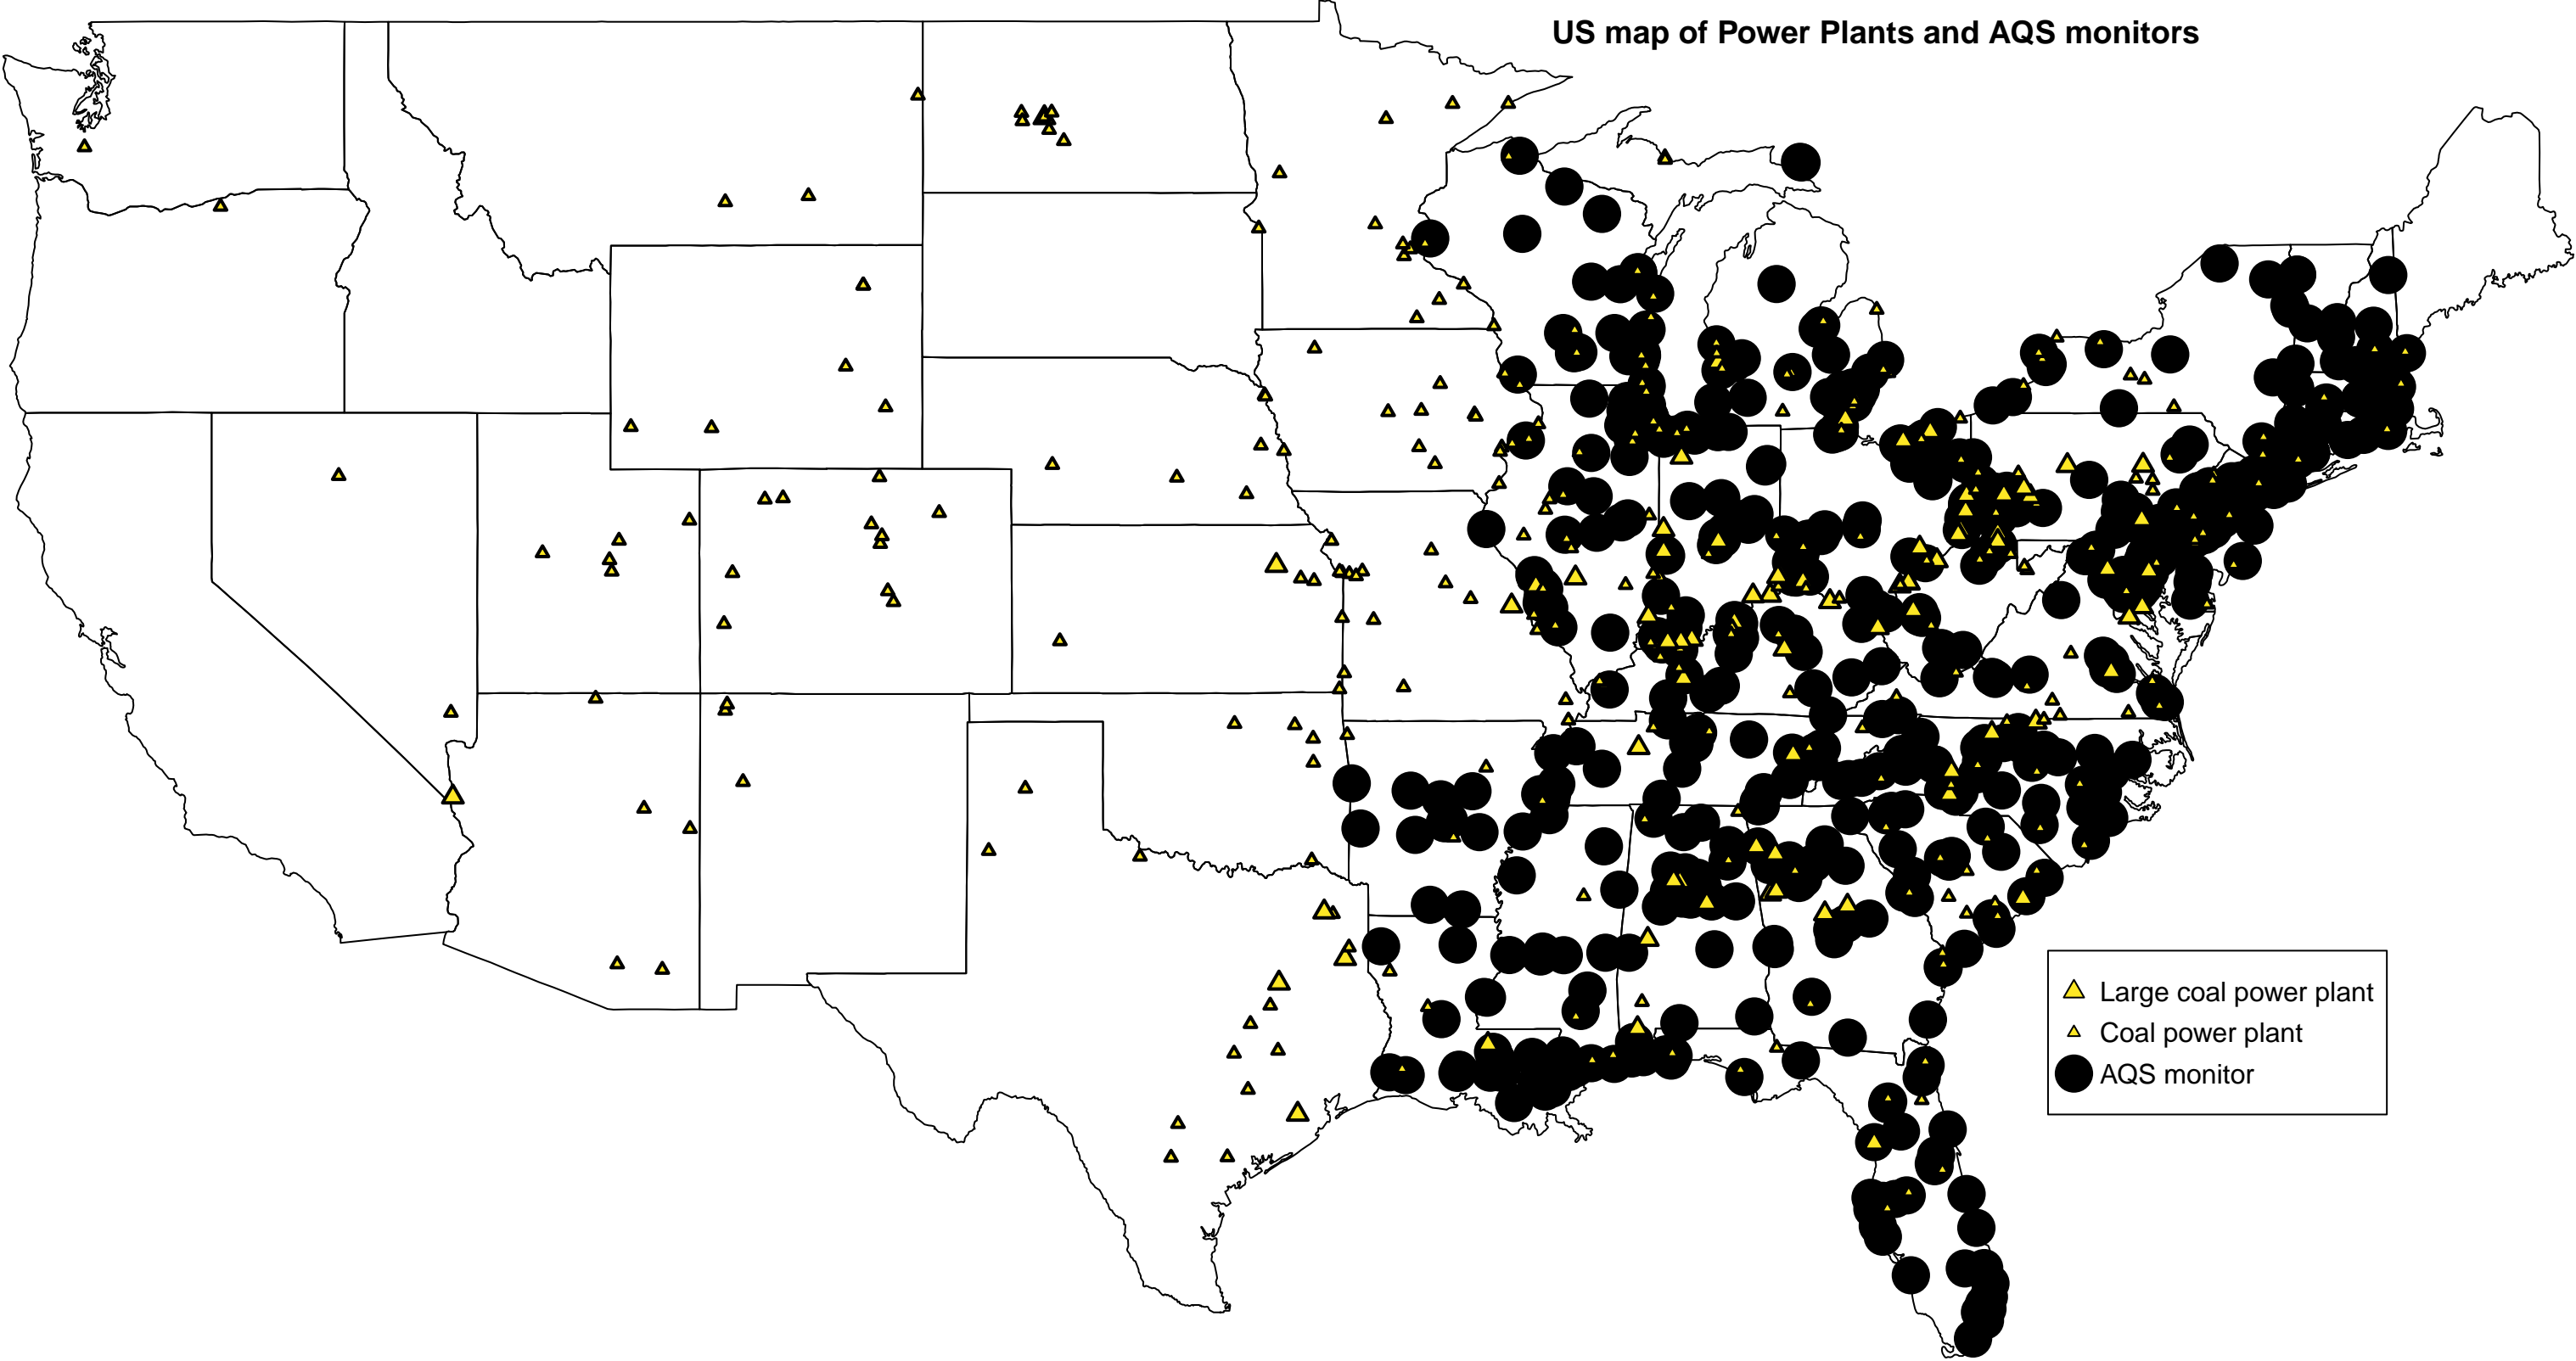 US map of Power Plants and AQS monitors
Large coal power plant
Coal power plant
AQS monitor